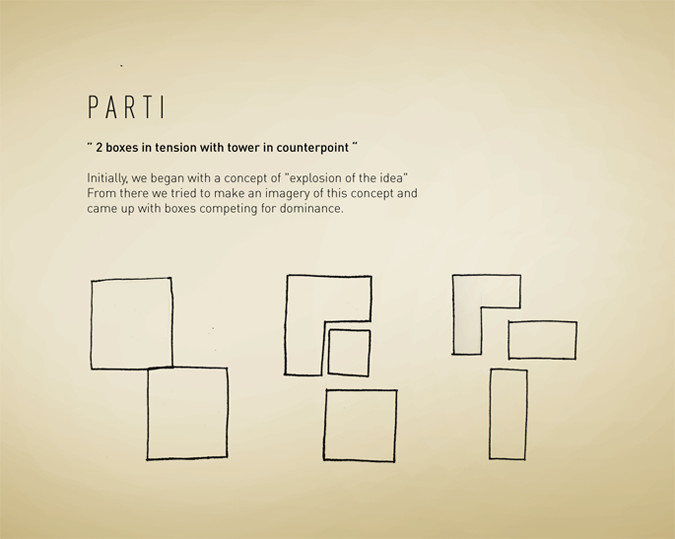 PARTI
" 2 boxes in tension with tower in counterpoint "
Initially, we began with a concept of "explosion of the idea"
From there we tried to make an imagery of this concept and
came up with boxes competing for dominance.